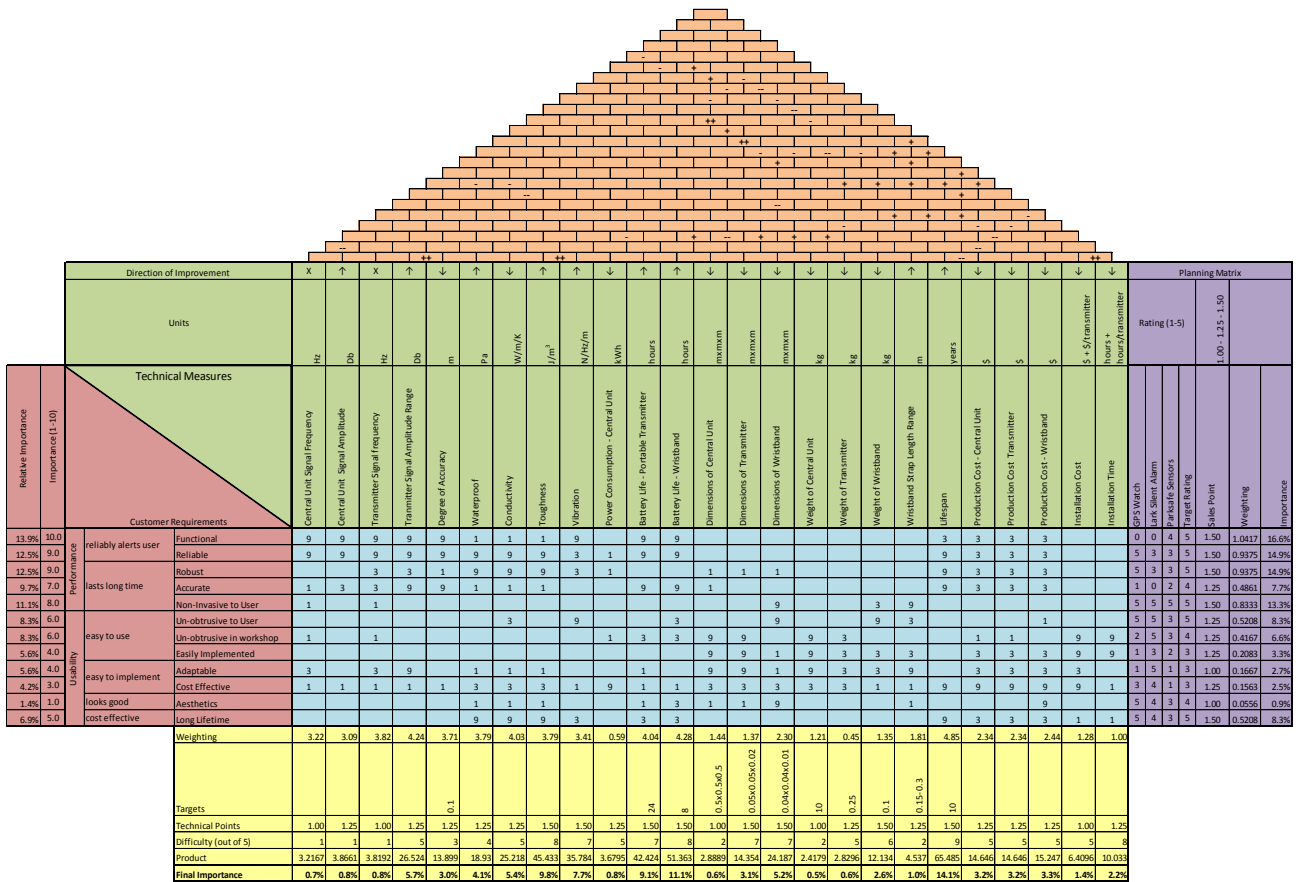 Direction of Improvement X ↑ X ↑ ↓ ↑ ↓ ↑ ↑ ↓ ↑ ↑ ↓ ↓ ↓ ↓ ↓ ↓ ↑ ↑ ↓ ↓ ↓ ↓ ↓ Planning Matrix
Units
Hz
Db
Hz
Db
m
Pa
W/m/K
J/m³
N/Hz/m
kWh
hours
hours
mxmxm
mxmxm
mxmxm
kg
kg
kg
m
years
$
$
$
$ + $/transmitter
hours +
hours/transmitter
Rating (1-5)
1.00 - 1.25 - 1.50
Relative Importance
Importance (1-10)
Technical Measures
Customer Requirements
Central Unit Signal Frequency
Central Unit Signal Amplitude
Transmitter Signal frequency
Tranmitter Signal Amplitude Range
Degree of Accuracy
Waterproof
Conductivity
Toughness
Vibration
Power Consumption - Central Unit
Battery Life - Portable Transmitter
Battery Life - Wristband
Dimensions of Central Unit
Dimensions of Transmitter
Dimensions of Wristband
Weight of Central Unit
Weight of Transmitter
Weight of Wristband
Wristband Strap Length Range
Lifespan
Production Cost - Central Unit
Production Cost Transmitter
Production Cost - Wristband
Installation Cost
Installation Time
GPS Watch
Lark Silent Alarm
Parksafe Sensors
Target Rating
Sales Point
Weighting
Importance
Performance
Usability
reliably alerts user
lasts long time
easy to use
easy to implement
looks good
cost effective
13.9% 10.0 Functional 9 9 9 9 9 1 1 1 9 9 9 3 3 3 3 0 0 4 5 1.50 1.0417 16.6%
12.5% 9.0 Reliable 9 9 9 9 9 9 9 9 3 1 9 9 9 3 3 3 5 3 3 5 1.50 0.9375 14.9%
12.5% 9.0 Robust 3 3 1 9 9 9 3 1 1 1 1 9 3 3 3 5 3 3 5 1.50 0.9375 14.9%
9.7% 7.0 Accurate 1 3 3 9 9 1 1 1 9 9 1 9 3 3 3 1 0 2 4 1.25 0.4861 7.7%
11.1% 8.0 Non-Invasive to User 1 1 9 3 9 5 5 5 5 1.50 0.8333 13.3%
8.3% 6.0 Un-obtrusive to User 3 9 3 9 9 3 1 5 5 3 5 1.25 0.5208 8.3%
8.3% 6.0 Un-obtrusive in workshop 1 1 1 3 3 9 9 9 3 1 1 9 9 2 5 3 4 1.25 0.4167 6.6%
5.6% 4.0 Easily Implemented 9 9 1 9 3 3 3 3 3 3 9 9 1 3 2 3 1.25 0.2083 3.3%
5.6% 4.0 Adaptable 3 3 9 1 1 1 1 9 9 1 9 3 3 9 3 3 3 3 1 5 1 3 1.00 0.1667 2.7%
4.2% 3.0 Cost Effective 1 1 1 1 1 3 3 3 1 9 1 1 3 3 3 3 3 1 1 9 9 9 9 9 1 3 4 1 3 1.25 0.1563 2.5%
1.4% 1.0 Aesthetics 1 1 1 1 3 1 1 9 1 9 5 4 3 4 1.00 0.0556 0.9%
6.9% 5.0 Long Lifetime 9 9 9 3 3 3 9 3 3 3 1 1 5 4 3 5 1.50 0.5208 8.3%
Weighting 3.22 3.09 3.82 4.24 3.71 3.79 4.03 3.79 3.41 0.59 4.04 4.28 1.44 1.37 2.30 1.21 0.45 1.35 1.81 4.85 2.34 2.34 2.44 1.28 1.00
Targets 0.1 24 8 0.5x0.5x0.5 0.05x0.05x0.02 0.04x0.04x0.01 10 0.25 0.1 0.15-0.3 10
Technical Points 1.00 1.25 1.00 1.25 1.25 1.25 1.25 1.50 1.50 1.25 1.50 1.50 1.00 1.50 1.50 1.00 1.25 1.50 1.25 1.50 1.25 1.25 1.25 1.00 1.25
Difficulty (out of 5) 1 1 1 5 3 4 5 8 7 5 7 8 2 7 7 2 5 6 2 9 5 5 5 5 8
Product 3.2167 3.8661 3.8192 26.524 13.899 18.93 25.218 45.433 35.784 3.6795 42.424 51.363 2.8889 14.354 24.187 2.4179 2.8296 12.134 4.537 65.485 14.646 14.646 15.247 6.4096 10.033
Final Importance 0.7% 0.8% 0.8% 5.7% 3.0% 4.1% 5.4% 9.8% 7.7% 0.8% 9.1% 11.1% 0.6% 3.1% 5.2% 0.5% 0.6% 2.6% 1.0% 14.1% 3.2% 3.2% 3.3% 1.4% 2.2%